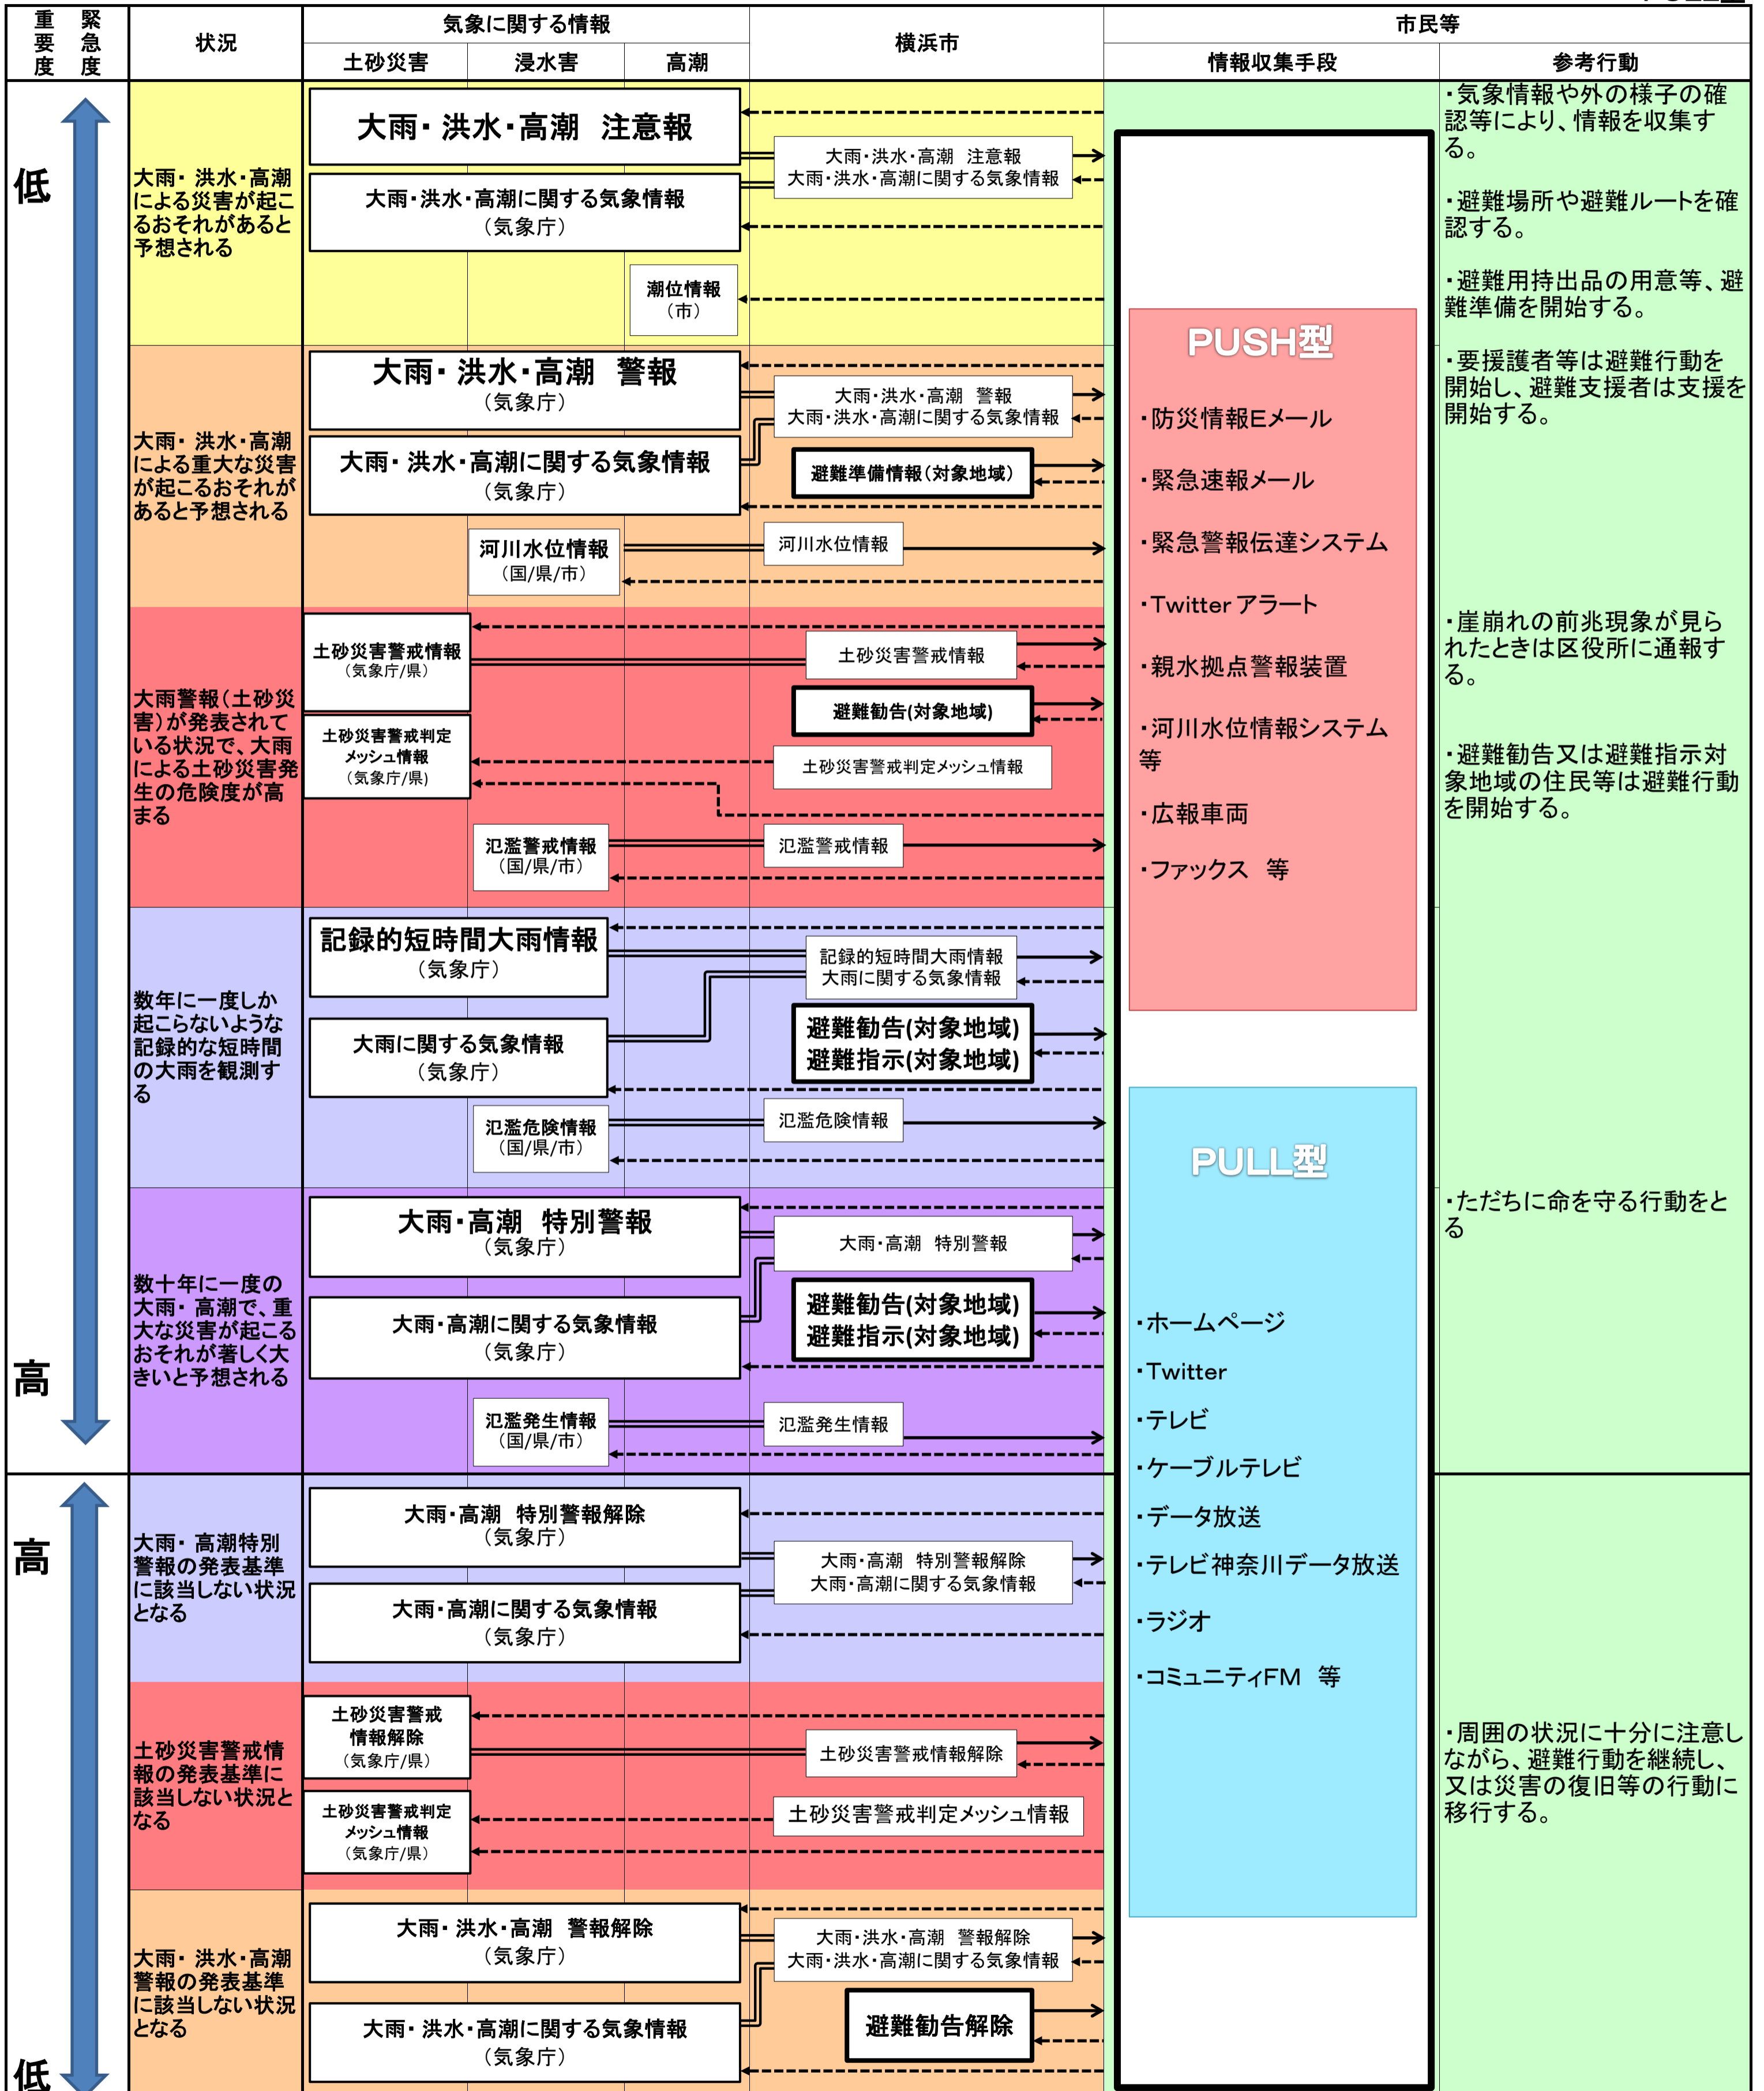 重要度
緊急度
状況
気象に関する情報
土砂災害
浸水害
高潮
横浜市
市民等
情報収集手段
参考行動
低
高
大雨・洪水・高潮
による災害が起こ
るおそれがあると
予想される
大雨・洪水・高潮　注意報
大雨・洪水・高潮に関する気象情報
（気象庁）
潮位情報
（市）
大雨・洪水・高潮　注意報
大雨・洪水・高潮に関する気象情報
大雨・洪水・高潮
による重大な災害
が起こるおそれが
あると予想される
大雨・洪水・高潮　警報
（気象庁）
大雨・洪水・高潮に関する気象情報
（気象庁）
河川水位情報
（国/県/市）
大雨・洪水・高潮　警報
大雨・洪水・高潮に関する気象情報
避難準備情報（対象地域）
河川水位情報
大雨警報（土砂災
害）が発表されて
いる状況で、大雨
による土砂災害発
生の危険度が高
まる
土砂災害警戒情報
（気象庁/県）
土砂災害警戒判定
メッシュ情報
（気象庁/県）
氾濫警戒情報
（国/県/市）
土砂災害警戒情報
避難勧告(対象地域)
土砂災害警戒判定メッシュ情報
氾濫警戒情報
数年に一度しか
起こらないような
記録的な短時間
の大雨を観測す
る
記録的短時間大雨情報
（気象庁）
大雨に関する気象情報
（気象庁）
氾濫危険情報
（国/県/市）
記録的短時間大雨情報
大雨に関する気象情報
避難勧告(対象地域)
避難指示(対象地域)
氾濫危険情報
数十年に一度の
大雨・高潮で、重
大な災害が起こる
おそれが著しく大
きいと予想される
大雨・高潮　特別警報
（気象庁）
大雨・高潮に関する気象情報
（気象庁）
氾濫発生情報
（国/県/市）
大雨・高潮　特別警報
避難勧告(対象地域)
避難指示(対象地域)
氾濫発生情報
高
低
大雨・高潮特別
警報の発表基準
に該当しない状況
となる
大雨・高潮　特別警報解除
（気象庁）
大雨・高潮に関する気象情報
（気象庁）
大雨・高潮　特別警報解除
大雨・高潮に関する気象情報
土砂災害警戒情
報の発表基準に
該当しない状況と
なる
土砂災害警戒
情報解除
（気象庁/県）
土砂災害警戒判定
メッシュ情報
（気象庁/県）
土砂災害警戒情報解除
土砂災害警戒判定メッシュ情報
大雨・洪水・高潮
警報の発表基準
に該当しない状況
となる
大雨・洪水・高潮　警報解除
（気象庁）
大雨・洪水・高潮に関する気象情報
（気象庁）
大雨・洪水・高潮　警報解除
大雨・洪水・高潮に関する気象情報
避難勧告解除
PUSH型
・防災情報Eメール
・緊急速報メール
・緊急警報伝達システム
・Twitter アラート
・親水拠点警報装置
・河川水位情報システム
等
・広報車両
・ファックス　等
PULL型
・ホームページ
・Twitter
・テレビ
・ケーブルテレビ
・データ放送
・テレビ神奈川データ放送
・ラジオ
・コミュニティFM　等
・気象情報や外の様子の確
認等により、情報を収集す
る。
・避難場所や避難ルートを確
認する。
・避難用持出品の用意等、避
難準備を開始する。
・要援護者等は避難行動を
開始し、避難支援者は支援を
開始する。
・崖崩れの前兆現象が見ら
れたときは区役所に通報す
る。
・避難勧告又は避難指示対
象地域の住民等は避難行動
を開始する。
・ただちに命を守る行動をと
る
・周囲の状況に十分に注意し
ながら、避難行動を継続し、
又は災害の復旧等の行動に
移行する。